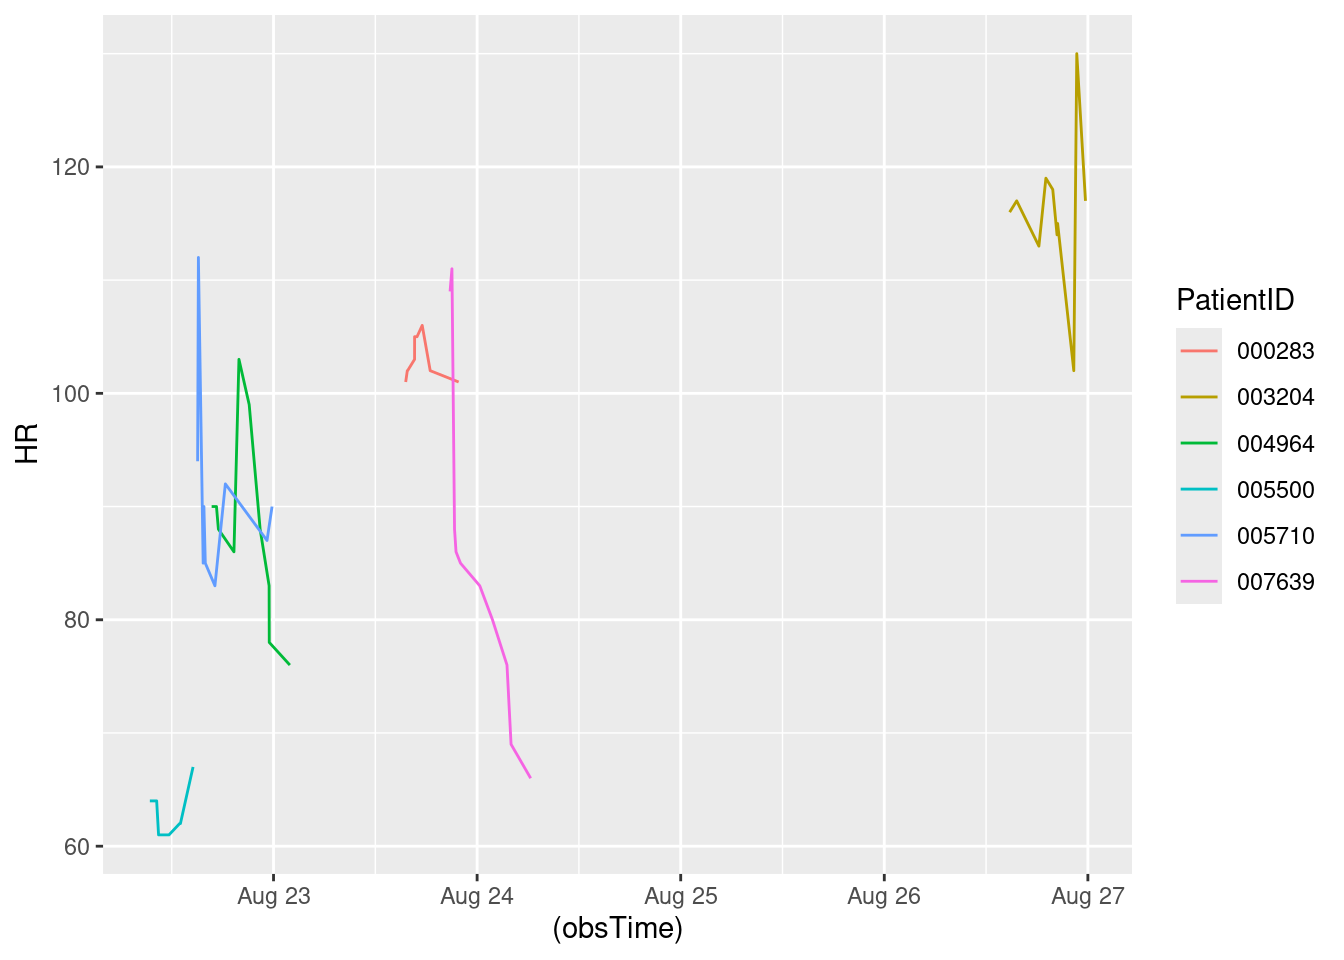 120
100
80
60
HR
Aug 23
Aug 24
Aug 25
Aug 26
Aug 27
(obsTime)
PatientID
000283
003204
004964
005500
005710
007639